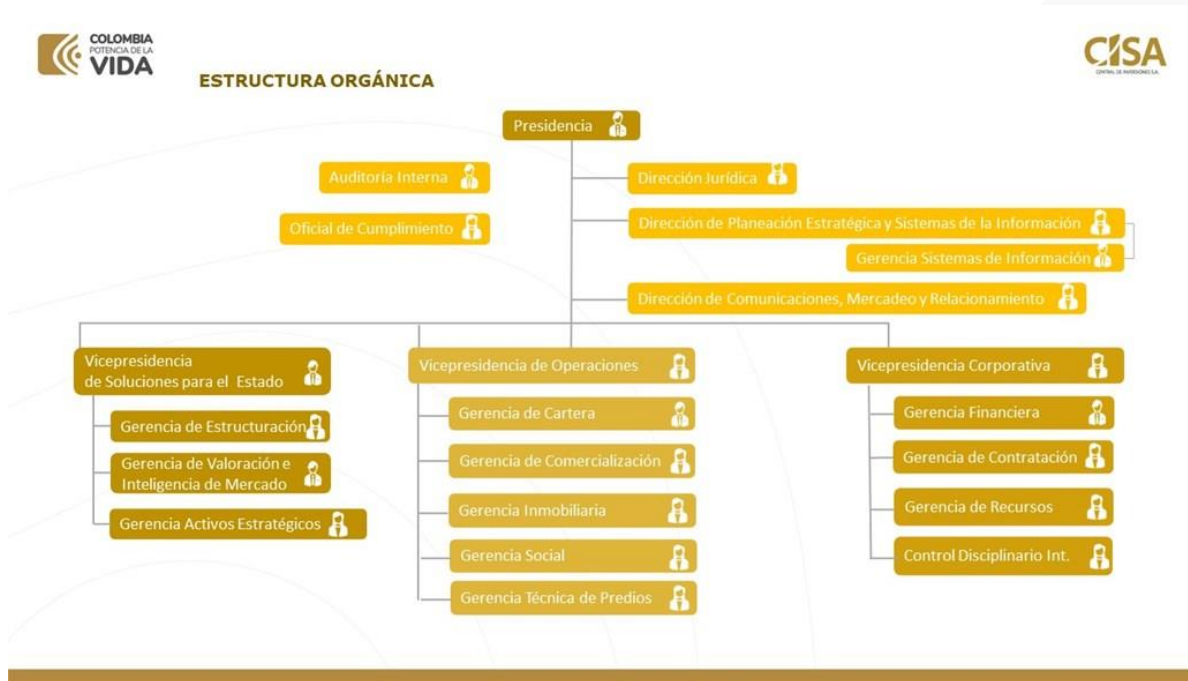 COLOMBIA
POTENCIA DE LA
VIDA
CISA
CENTRAL DE INVERSIONES S.A.
ESTRUCTURA ORGÁNICA
Presidencia
Auditoría Interna
Dirección Jurídica
Oficial de Cumplimiento
Dirección de Planeación Estratégica y Sistemas de la Información
Gerencia Sistemas de Información
Dirección de Comunicaciones, Mercadeo y Relacionamiento
Vicepresidencia
de Soluciones para el Estado
Gerencia de Estructuración
Gerencia de Valoración e
Inteligencia de Mercado
Gerencia Activos Estratégicos
Vicepresidencia de Operaciones
Gerencia de Cartera
Gerencia de Comercialización
Gerencia Inmobiliaria
Gerencia Social
Gerencia Técnica de Predios
Vicepresidencia Corporativa
Gerencia Financiera
Gerencia de Contratación
Gerencia de Recursos
Control Disciplinario Int.